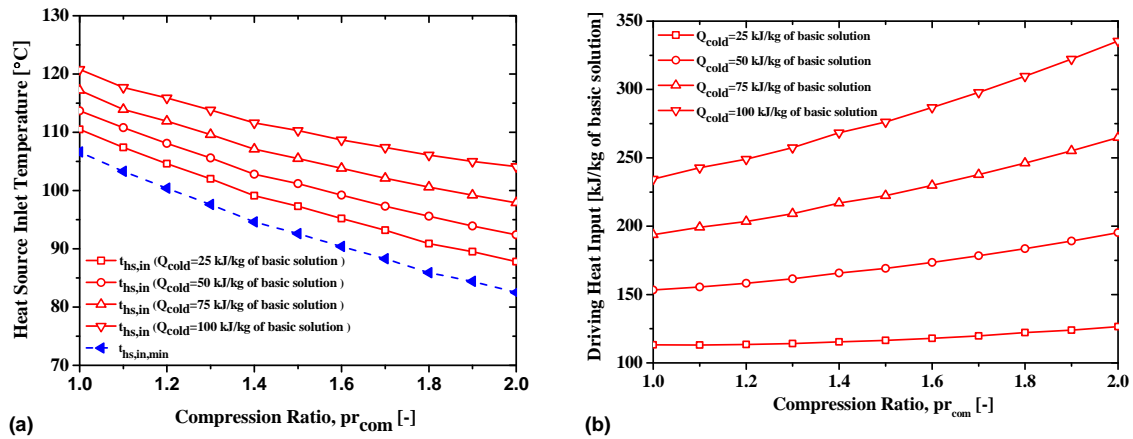 130
120
110
100
90
80
70
Heat Source Inlet Temperature [°C]
t_hs,in (Q_cold=25 kJ/kg of basic solution )
t_hs,in (Q_cold=50 kJ/kg of basic solution )
t_hs,in (Q_cold=75 kJ/kg of basic solution )
t_hs,in (Q_cold=100 kJ/kg of basic solution )
t_hs,in,min
1.0 1.2 1.4 1.6 1.8 2.0
Compression Ratio, pr_com [-]
(a)
350
300
250
200
150
100
Driving Heat Input [kJ/kg of basic solution]
Q_cold=25 kJ/kg of basic solution
Q_cold=50 kJ/kg of basic solution
Q_cold=75 kJ/kg of basic solution
Q_cold=100 kJ/kg of basic solution
1.0 1.2 1.4 1.6 1.8 2.0
Compression Ratio, pr_com [-]
(b)